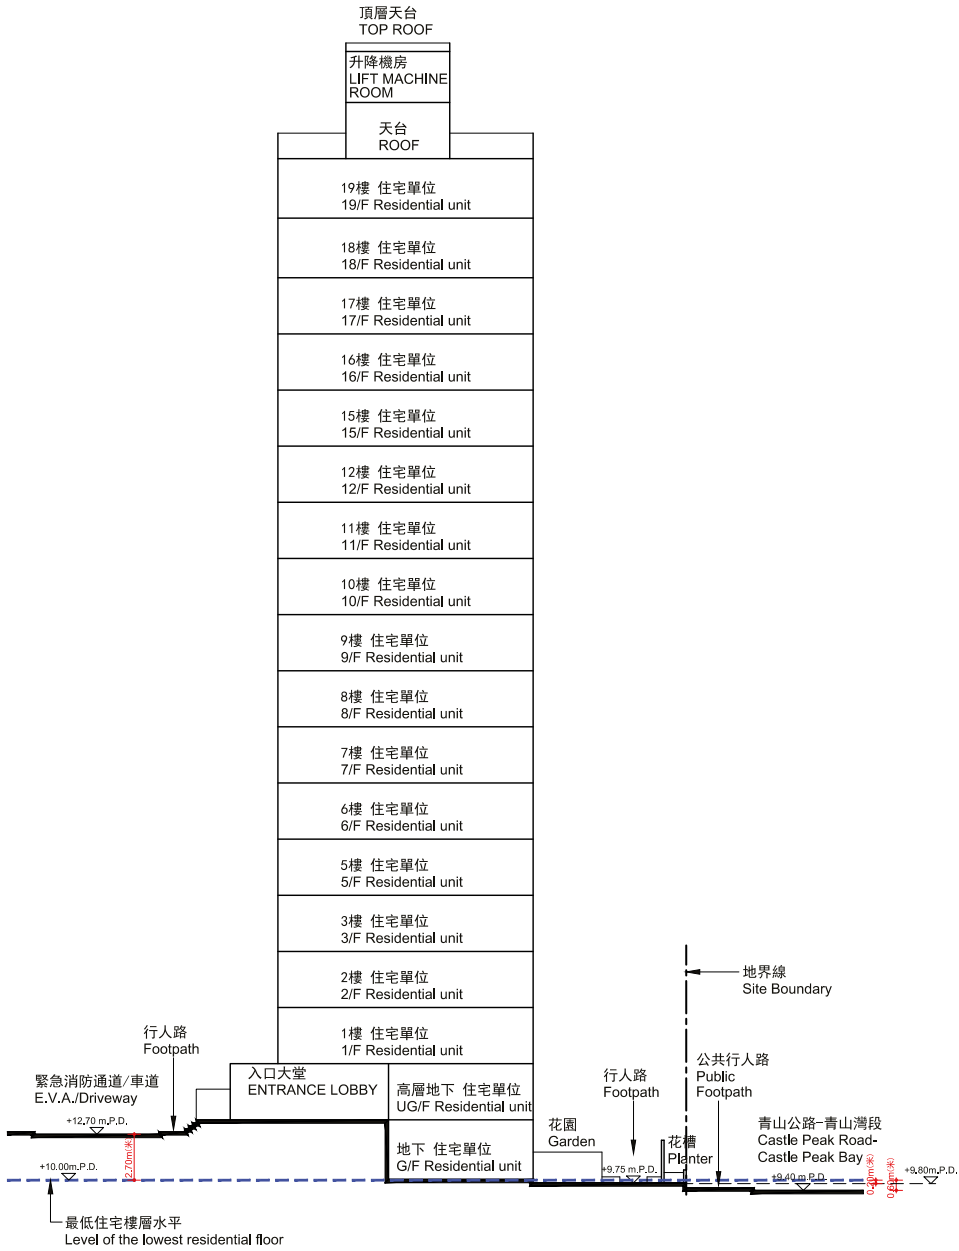 頂層天台
TOP ROOF
升降機房
LIFT MACHINE
ROOM
天台
ROOF
19樓 住宅單位
19/F Residential unit
18樓 住宅單位
18/F Residential unit
17樓 住宅單位
17/F Residential unit
16樓 住宅單位
16/F Residential unit
15樓 住宅單位
15/F Residential unit
12樓 住宅單位
12/F Residential unit
11樓 住宅單位
11/F Residential unit
10樓 住宅單位
10/F Residential unit
9樓 住宅單位
9/F Residential unit
8樓 住宅單位
8/F Residential unit
7樓 住宅單位
7/F Residential unit
6樓 住宅單位
6/F Residential unit
5樓 住宅單位
5/F Residential unit
3樓 住宅單位
3/F Residential unit
2樓 住宅單位
2/F Residential unit
1樓 住宅單位
1/F Residential unit
地界線
Site Boundary
行人路
Footpath
緊急消防通道/車道
E.V.A./Driveway
+12.70 m.P.D.
2.70m(米)
+10.00m.P.D.
入口大堂
ENTRANCE LOBBY
高層地下 住宅單位
UG/F Residential unit
地下 住宅單位
G/F Residential unit
花園
Garden
行人路
Footpath
+9.75 m.P.D.
花槽
Planter
公共行人路
Public
Footpath
青山公路-青山灣段
Castle Peak Road-
Castle Peak Bay
+9.40 m.P.D.
0.20m(米)
0.60m(米)
+9.80m.P.D.
最低住宅樓層水平
Level of the lowest residential floor